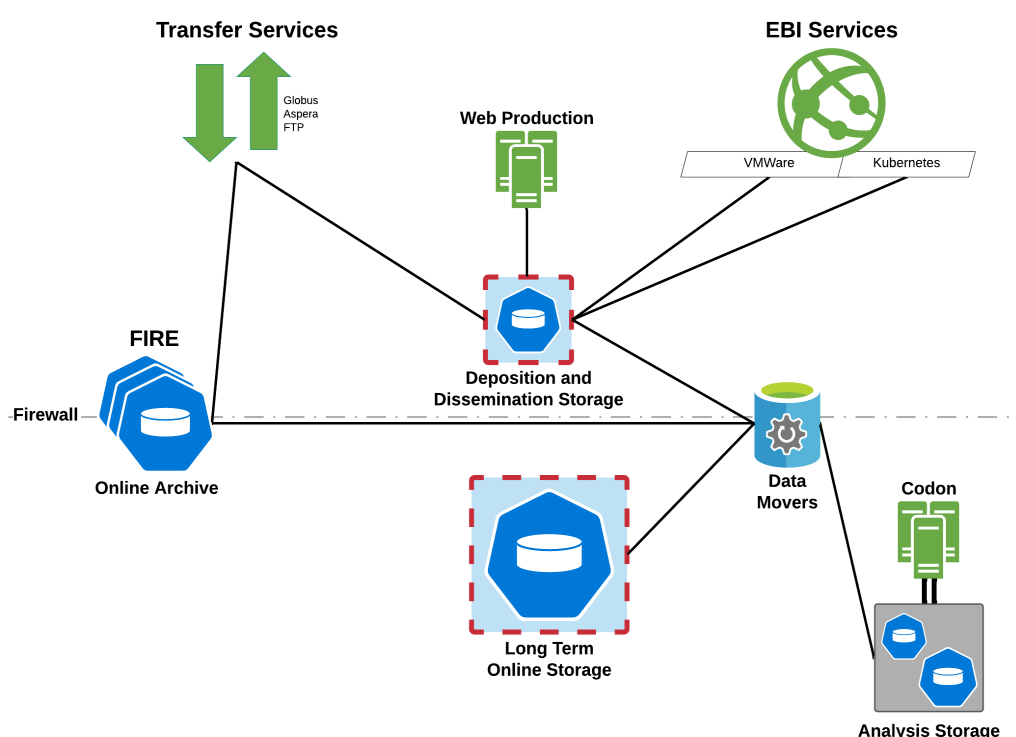 Transfer Services
EBI Services
Globus
Aspera
FTP
Web Production
VMWare
Kubernetes
FIRE
Deposition and
Dissemination Storage
Firewall
Online Archive
Data
Movers
Codon
Long Term
Online Storage
Analysis Storage